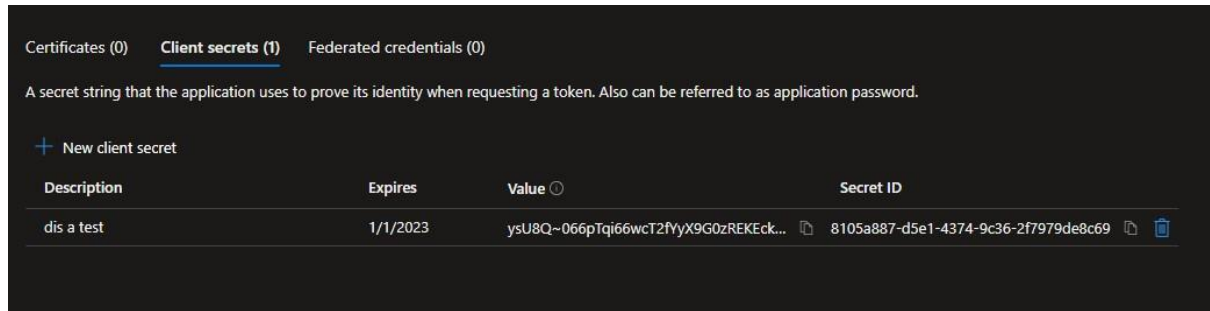 Certificates (0) Client secrets (1) Federated credentials (0)
A secret string that the application uses to prove its identity when requesting a token. Also can be referred to as application password.
New client secret
Description Expires Value Secret ID
dis a test 1/1/2023 ysU8Q~066pTqi66wcT2fYyX9G0zREKEck... 8105a887-d5e1-4374-9c36-2f7979de8c69